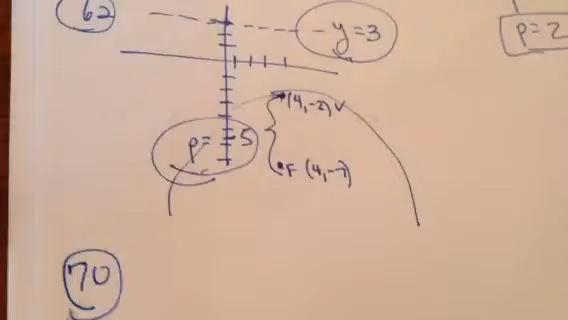 62
- y=3
p=2
(4,-2) V
p=-5
F (4,-7)
70